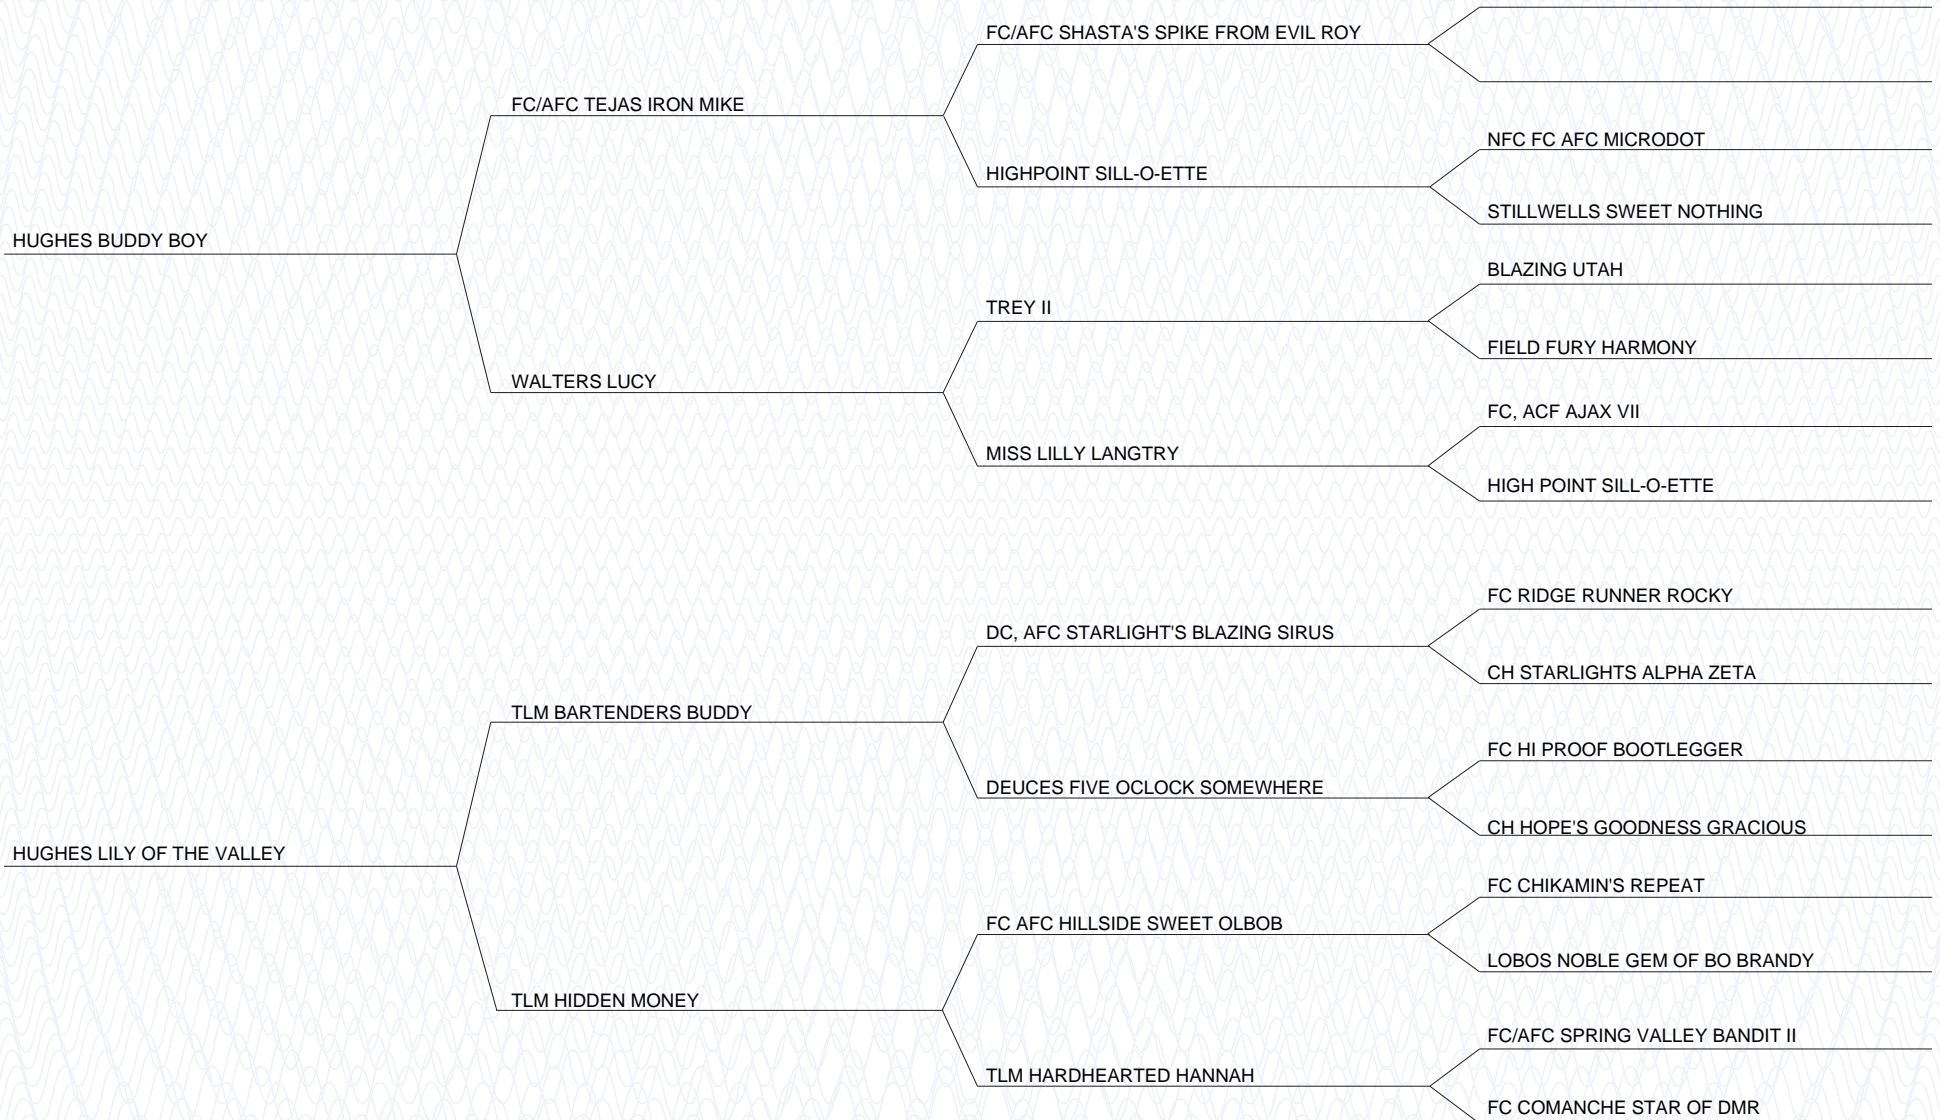 FC/AFC SHASTA'S SPIKE FROM EVIL ROY
FC/AFC TEJAS IRON MIKE
NFC FC AFC MICRODOT
HIGHPOINT SILL-O-ETTE
STILLWELLS SWEET NOTHING
HUGHES BUDDY BOY
BLAZING UTAH
TREY II
FIELD FURY HARMONY
WALTERS LUCY
FC, ACF AJAX VII
MISS LILLY LANGTRY
HIGH POINT SILL-O-ETTE
FC RIDGE RUNNER ROCKY
DC, AFC STARLIGHT'S BLAZING SIRUS
CH STARLIGHTS ALPHA ZETA
TLM BARTENDERS BUDDY
FC HI PROOF BOOTLEGGER
DEUCES FIVE OCLOCK SOMEWHERE
CH HOPE'S GOODNESS GRACIOUS
HUGHES LILY OF THE VALLEY
FC CHIKAMIN'S REPEAT
FC AFC HILLSIDE SWEET OLBOB
LOBOS NOBLE GEM OF BO BRANDY
TLM HIDDEN MONEY
FC/AFC SPRING VALLEY BANDIT II
TLM HARDHEARTED HANNAH
FC COMANCHE STAR OF DMR